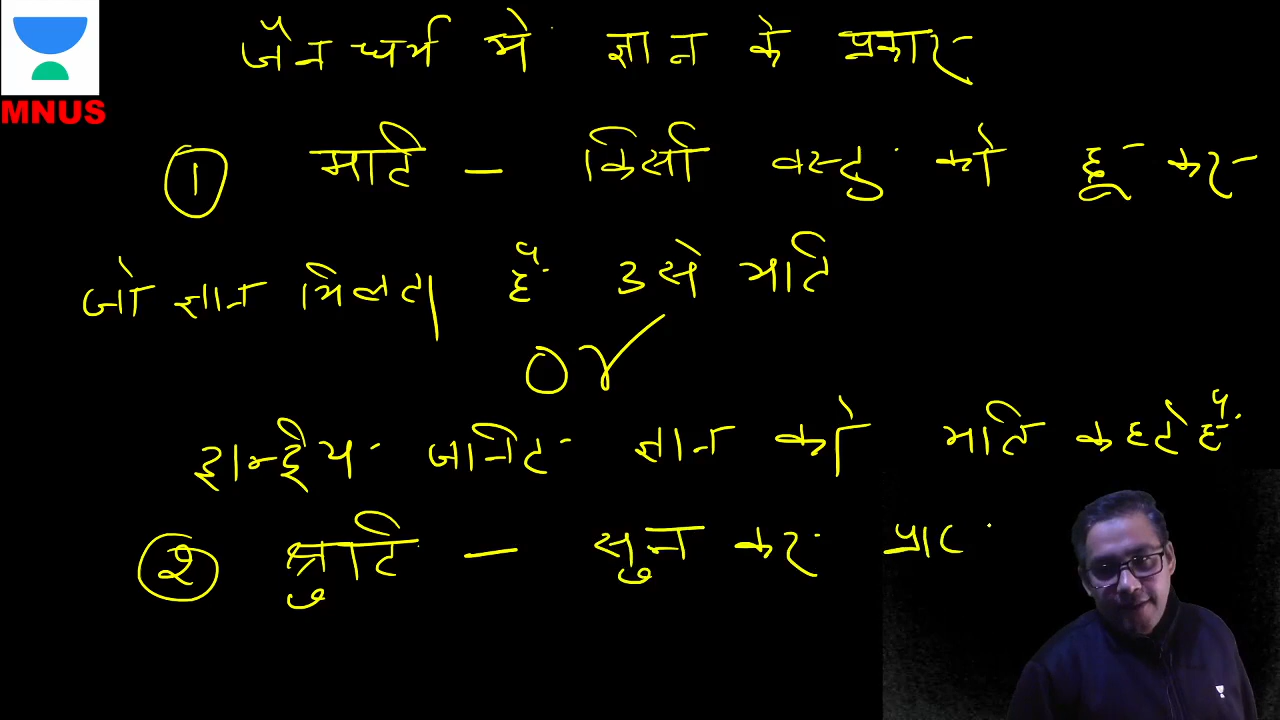 MNUS
जैन धर्म में ज्ञान के प्रकार
① मति – किसी वस्तु को छू कर
जो ज्ञान मिलता है उसे मति
or
इन्द्रिय जनित ज्ञान को मति कहते हैं
② श्रुति – सुन कर